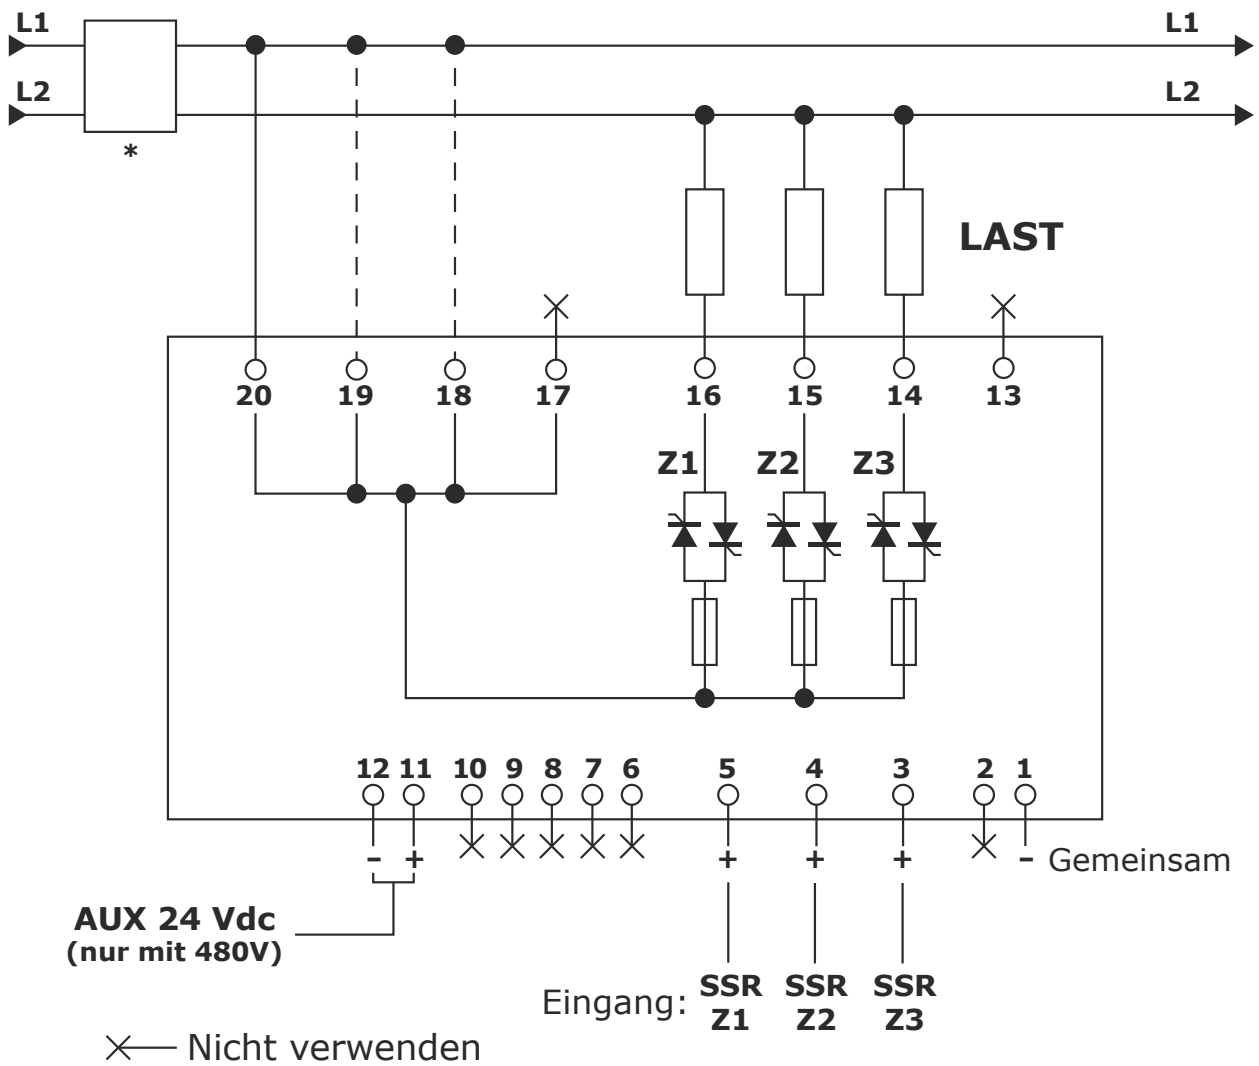 L1 L1
L2 L2
*
LAST
20 19 18 17 16 15 14 13
Z1 Z2 Z3
12 11 10 9 8 7 6 5 4 3 2 1
- + + + + - Gemeinsam
AUX 24 Vdc
(nur mit 480V)
Eingang: SSR SSR SSR
Z1 Z2 Z3
Nicht verwenden